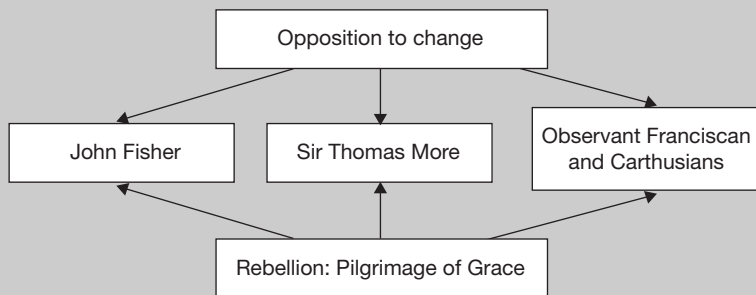 Opposition to change
John Fisher
Sir Thomas More
Observant Franciscan
and Carthusians
Rebellion: Pilgrimage of Grace